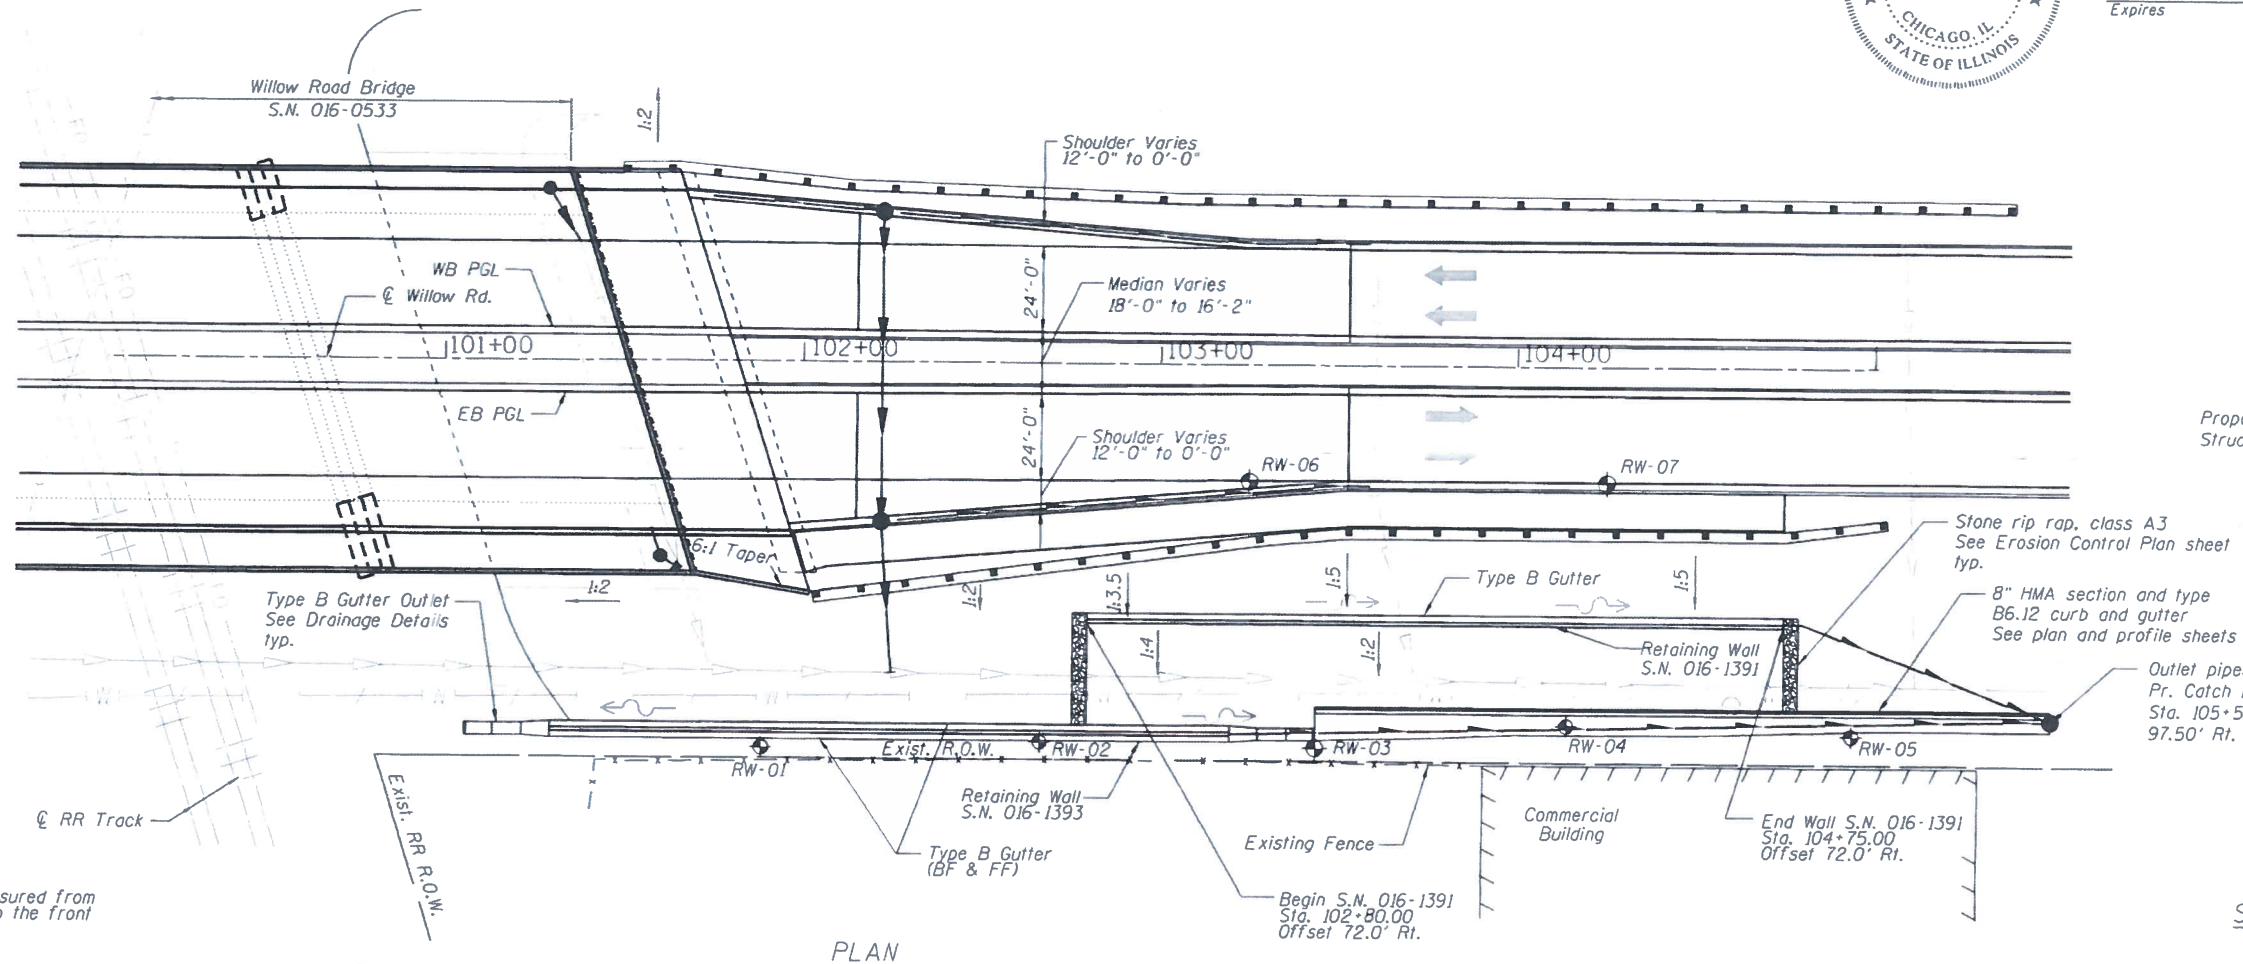 CHICAGO, IL
STATE OF ILLINOIS
Expires
Willow Road Bridge
S.N. 016-0533
1:2
Shoulder Varies
12'-0" to 0'-0"
WB PGL
℄ Willow Rd.
24'-0"
Median Varies
18'-0" to 16'-2"
101+00
102+00
103+00
104+00
EB PGL
24'-0"
Shoulder Varies
12'-0" to 0'-0"
RW-06
RW-07
Stone rip rap, class A3
See Erosion Control Plan sheet
typ.
6:1 Taper
1:2
1:2
1:3.5
1:5
Type B Gutter
1:5
8" HMA section and type
B6.12 curb and gutter
See plan and profile sheets
Type B Gutter Outlet
See Drainage Details
typ.
1:4
1:2
Retaining Wall
S.N. 016-1391
Pr. Catch
97.50' Rt.
Exist. R.O.W.
RW-01
RW-02
RW-03
RW-04
RW-05
℄ RR Track
Exist. RR R.O.W.
Retaining Wall
S.N. 016-1393
Type B Gutter
(BF & FF)
Existing Fence
Commercial
Building
End Wall S.N. 016-1391
Sta. 104+75.00
Offset 72.0' Rt.
Begin S.N. 016-1391
Sta. 102+80.00
Offset 72.0' Rt.
sured from
the front
PLAN